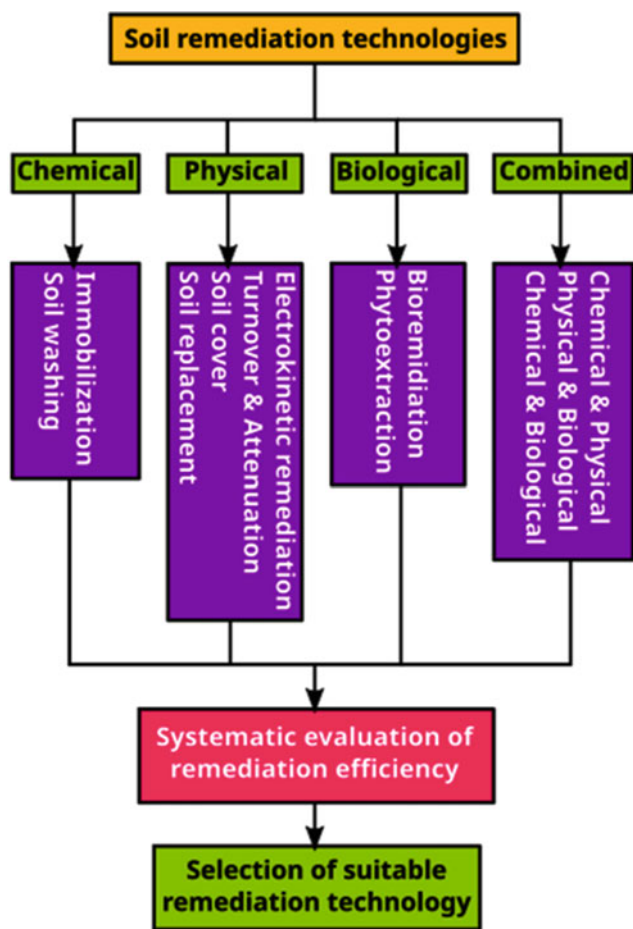 Soil remediation technologies
Chemical
Physical
Biological
Combined
Immobilization
Soil washing
Electrokinetic remediation
Turnover & Attenuation
Soil cover
Soil replacement
Bioremidiation
Phytoextraction
Chemical & Physical
Physical & Biological
Chemical & Biological
Systematic evaluation of
remediation efficiency
Selection of suitable
remediation technology